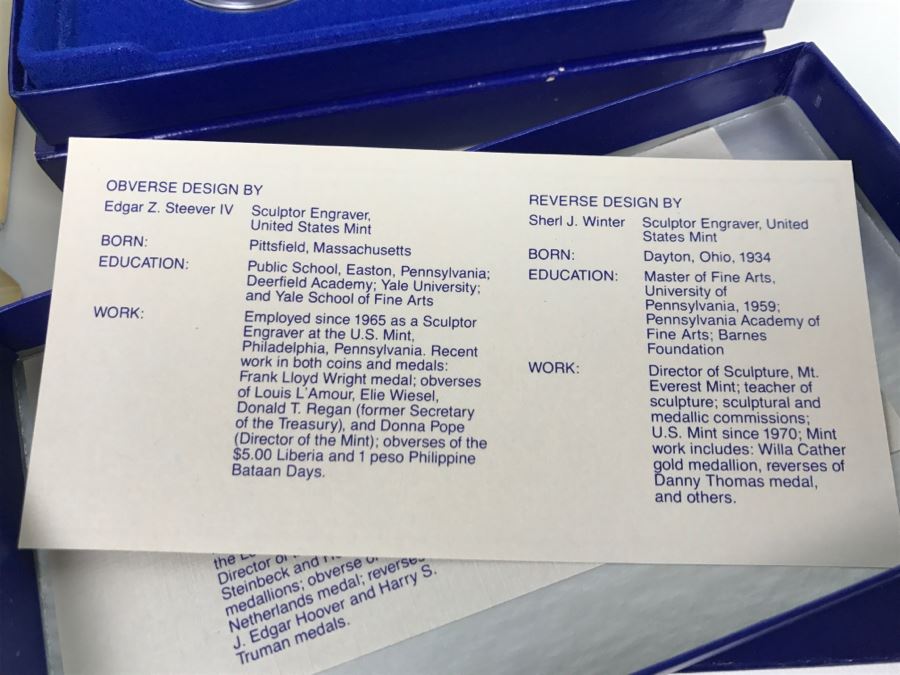 OBVERSE DESIGN BY
Edgar Z. Steever IV Sculptor Engraver,
United States Mint
BORN: Pittsfield, Massachusetts
EDUCATION: Public School, Easton, Pennsylvania;
Deerfield Academy; Yale University;
and Yale School of Fine Arts
WORK: Employed since 1965 as a Sculptor
Engraver at the U.S. Mint,
Philadelphia, Pennsylvania. Recent
work in both coins and medals:
Frank Lloyd Wright medal; obverses
of Louis L'Amour, Elie Wiesel,
Donald T. Regan (former Secretary
of the Treasury), and Donna Pope
(Director of the Mint); obverses of the
$5.00 Liberia and 1 peso Philippine
Bataan Days.
REVERSE DESIGN BY
Sherl J. Winter Sculptor Engraver, United
States Mint
BORN: Dayton, Ohio, 1934
EDUCATION: Master of Fine Arts,
University of
Pennsylvania, 1959;
Pennsylvania Academy of
Fine Arts; Barnes
Foundation
WORK: Director of Sculpture, Mt.
Everest Mint; teacher of
sculpture; sculptural and
medallic commissions;
U.S. Mint since 1970; Mint
work includes: Willa Cather
gold medallion, reverses of
Danny Thomas medal,
and others.
the
Director of
Steinbeck and
medallions; obverse
Netherlands medal; reverses
J. Edgar Hoover and Harry S.
Truman medals.